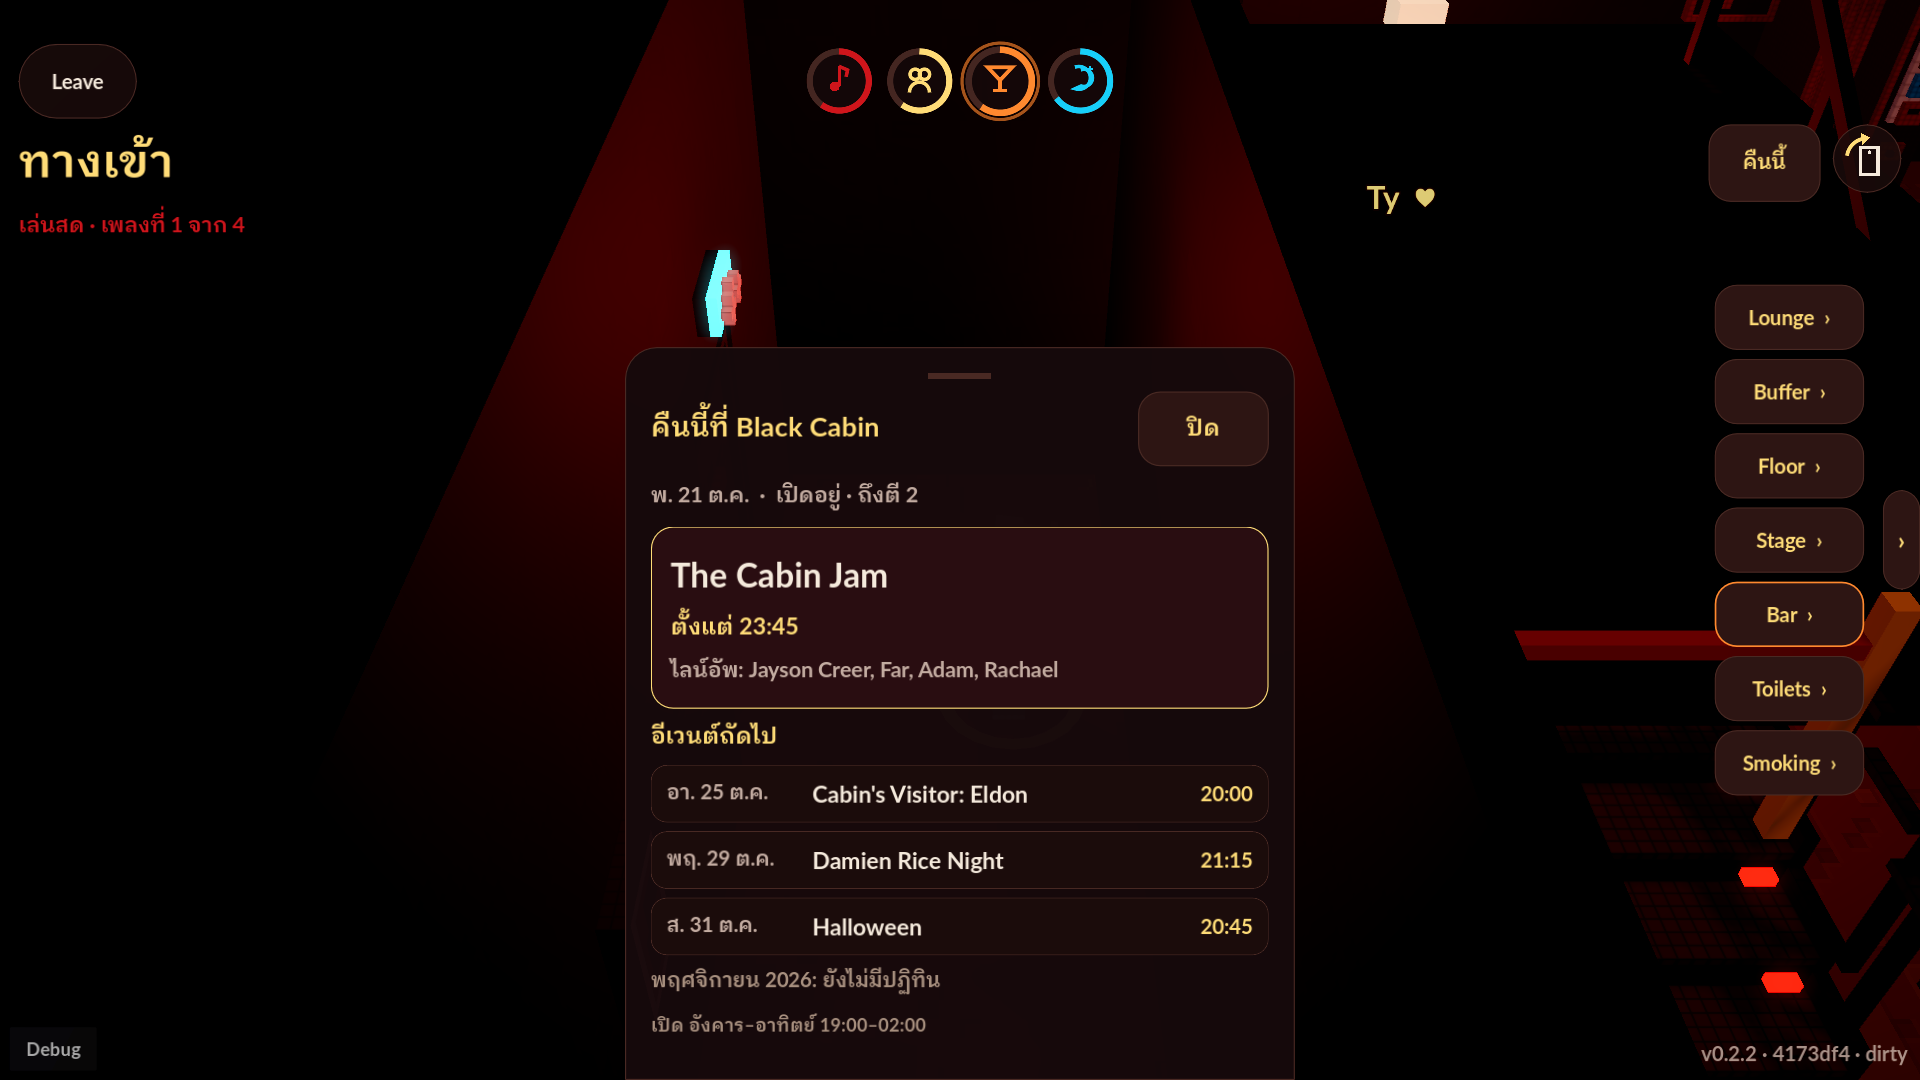 Leave
ทางเข้า
เล่นสด · เพลงที่ 1 จาก 4
Ty ♥
คืนนี้
Lounge ›
Buffer ›
Floor ›
Stage ›
›
Bar ›
Toilets ›
Smoking ›
คืนนี้ที่ Black Cabin
ปิด
พ. 21 ต.ค. · เปิดอยู่ · ถึงตี 2
The Cabin Jam
ตั้งแต่ 23:45
ไลน์อัพ: Jayson Creer, Far, Adam, Rachael
อีเวนต์ถัดไป
อา. 25 ต.ค. Cabin's Visitor: Eldon 20:00
พฤ. 29 ต.ค. Damien Rice Night 21:15
ส. 31 ต.ค. Halloween 20:45
พฤศจิกายน 2026: ยังไม่มีปฏิทิน
เปิด อังคาร–อาทิตย์ 19:00–02:00
Debug
v0.2.2 · 4173df4 · dirty